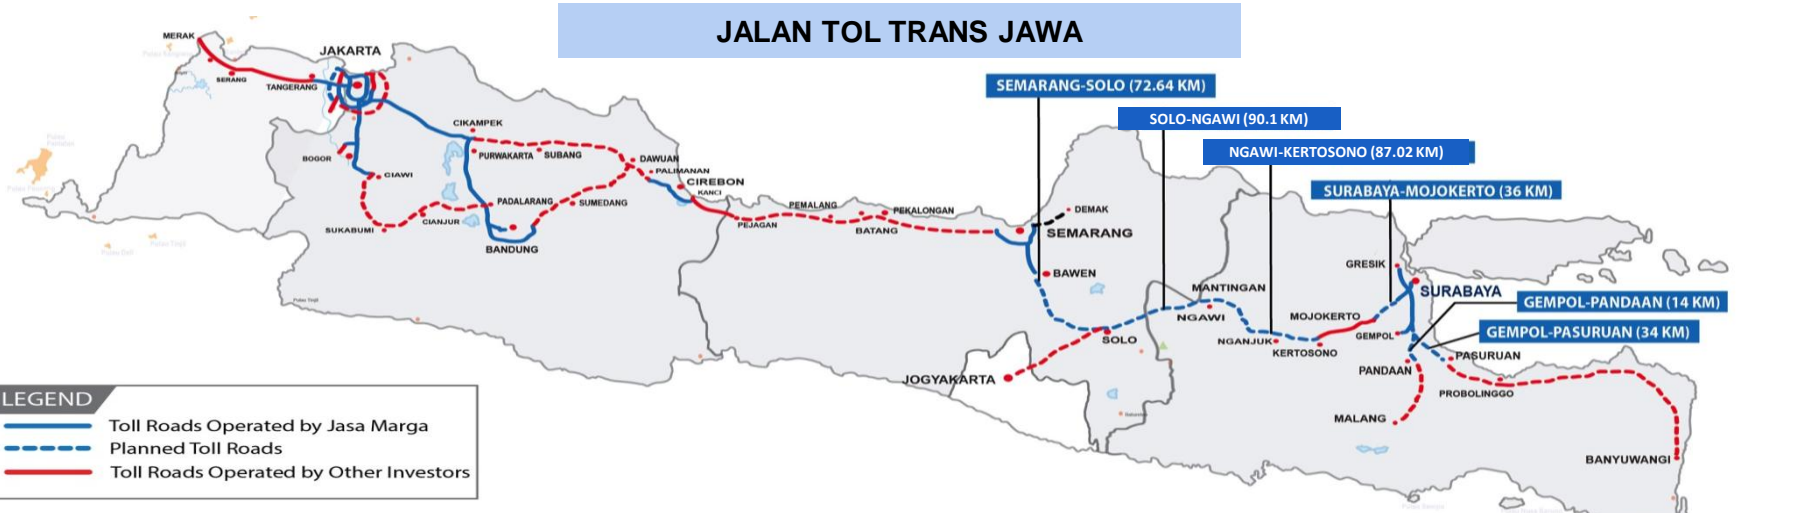 JALAN TOL TRANS JAWA
MERAK
SERANG
TANGERANG
JAKARTA
BOGOR
CIAWI
SUKABUMI
CIANJUR
CIKAMPEK
PURWAKARTA
SUBANG
PADALARANG
BANDUNG
SUMEDANG
DAWUAN
PALIMANAN
CIREBON
KANCI
PEJAGAN
PEMALANG
BATANG
PEKALONGAN
DEMAK
SEMARANG
BAWEN
SOLO
JOGYAKARTA
MANTINGAN
NGAWI
NGANJUK
KERTOSONO
MOJOKERTO
GRESIK
SURABAYA
GEMPOL
PANDAAN
MALANG
PASURUAN
PROBOLINGGO
BANYUWANGI
SEMARANG-SOLO (72.64 KM)
SOLO-NGAWI (90.1 KM)
NGAWI-KERTOSONO (87.02 KM)
SURABAYA-MOJOKERTO (36 KM)
GEMPOL-PANDAAN (14 KM)
GEMPOL-PASURUAN (34 KM)
LEGEND
Toll Roads Operated by Jasa Marga
Planned Toll Roads
Toll Roads Operated by Other Investors